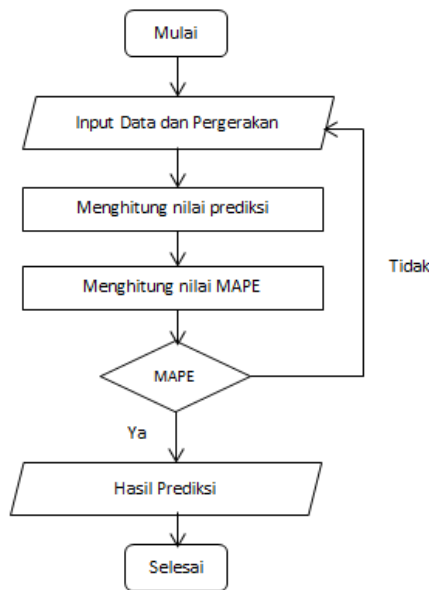 Mulai
Input Data dan Pergerakan
Menghitung nilai prediksi
Menghitung nilai MAPE
Tidak
MAPE
Ya
Hasil Prediksi
Selesai